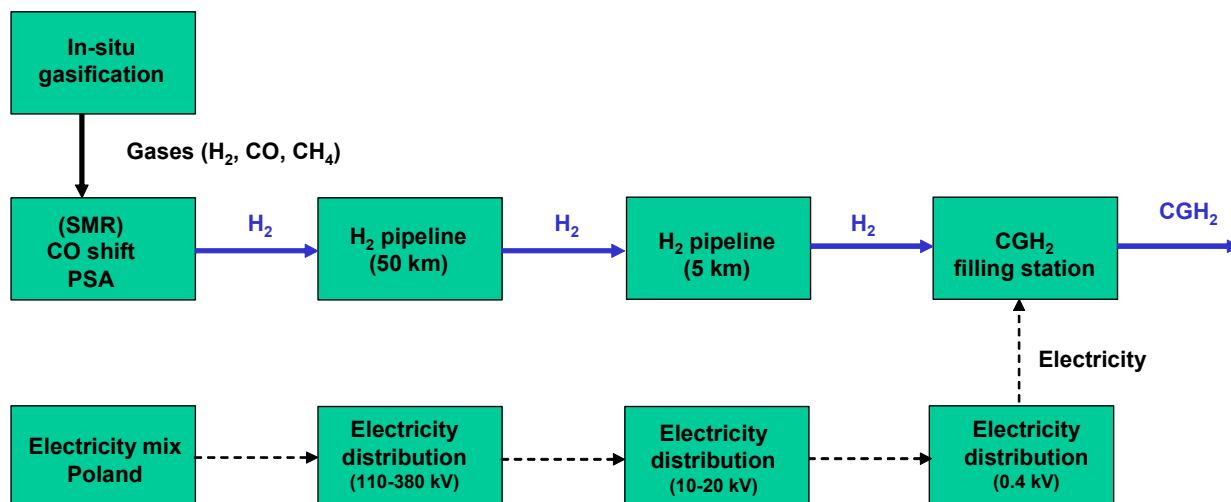 In-situ
gasification
Gases (H₂, CO, CH₄)
(SMR)
CO shift
PSA
H₂
H₂ pipeline
(50 km)
H₂
H₂ pipeline
(5 km)
H₂
CGH₂
filling station
CGH₂
Electricity
Electricity mix
Poland
Electricity
distribution
(110-380 kV)
Electricity
distribution
(10-20 kV)
Electricity
distribution
(0.4 kV)